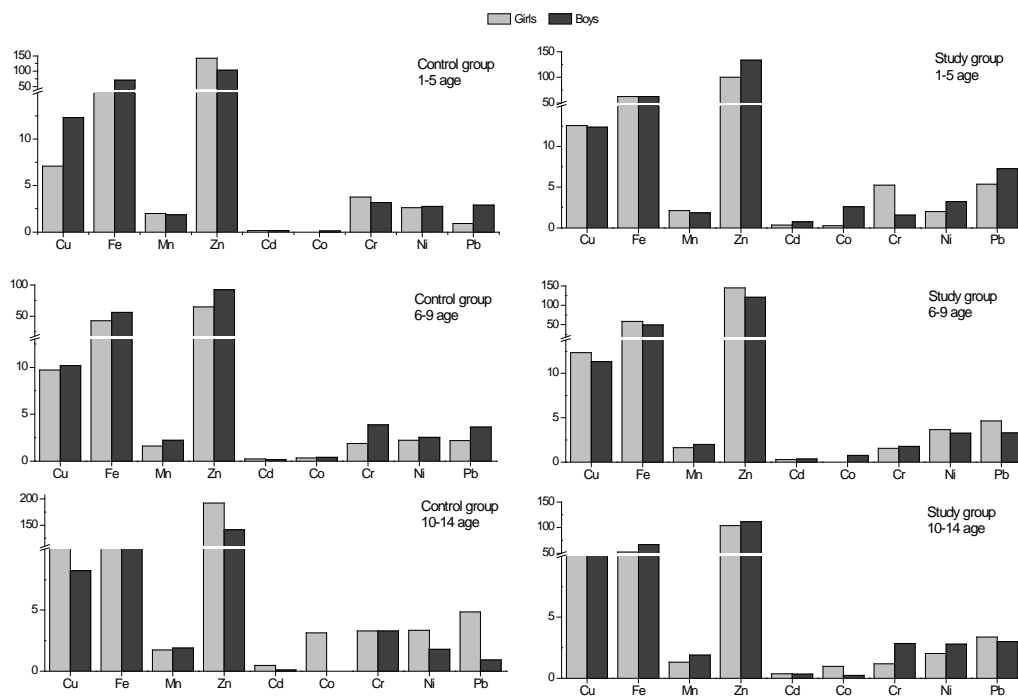 Girls Boys
150
100
50
10
5
0
Cu Fe Mn Zn Cd Co Cr Ni Pb
Control group
1-5 age
150
100
50
10
5
0
Cu Fe Mn Zn Cd Co Cr Ni Pb
Study group
1-5 age
100
50
10
5
0
Cu Fe Mn Zn Cd Co Cr Ni Pb
Control group
6-9 age
150
100
50
10
5
0
Cu Fe Mn Zn Cd Co Cr Ni Pb
Study group
6-9 age
200
150
5
0
Cu Fe Mn Zn Cd Co Cr Ni Pb
Control group
10-14 age
150
100
50
5
0
Cu Fe Mn Zn Cd Co Cr Ni Pb
Study group
10-14 age